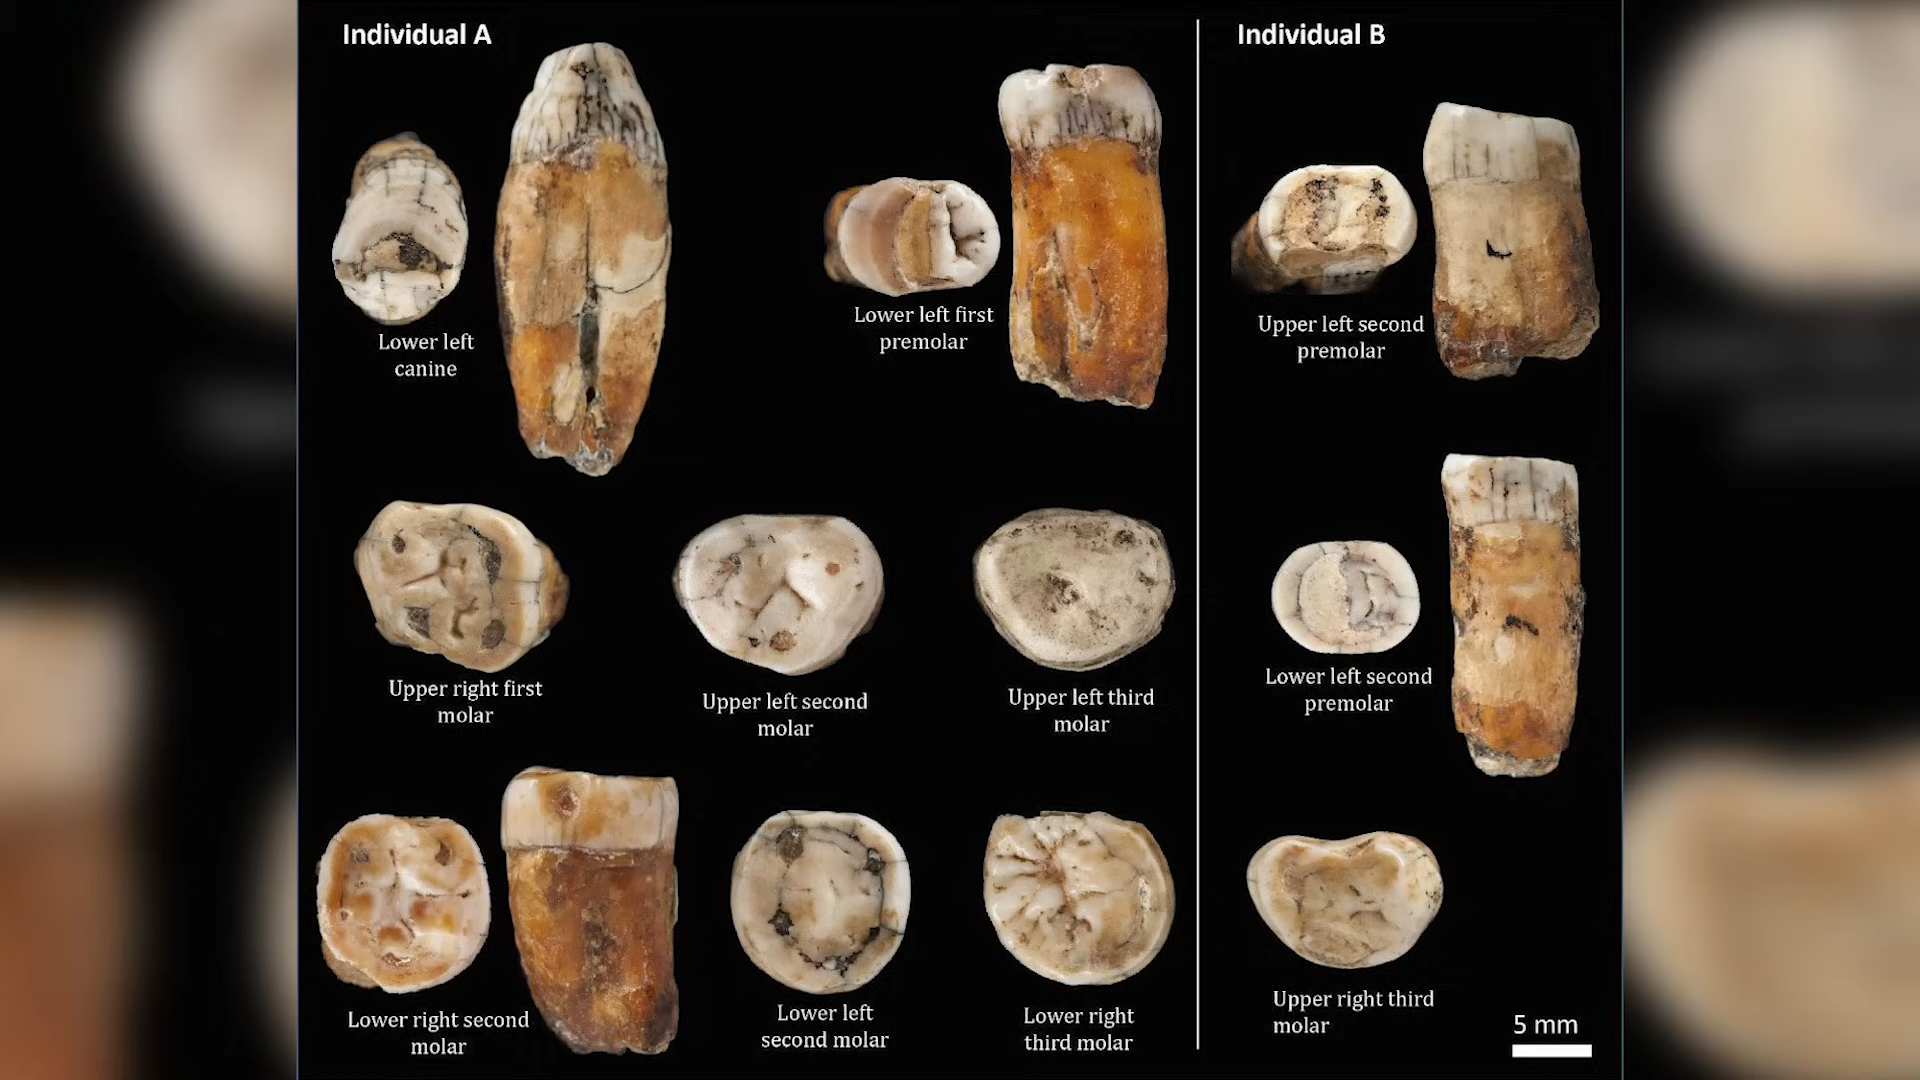 Individual A
Individual B
Lower left
canine
Lower left first
premolar
Upper left second
premolar
Upper right first
molar
Upper left second
molar
Upper left third
molar
Lower left second
premolar
Lower right second
molar
Lower left
second molar
Lower right
third molar
Upper right third
molar
5 mm